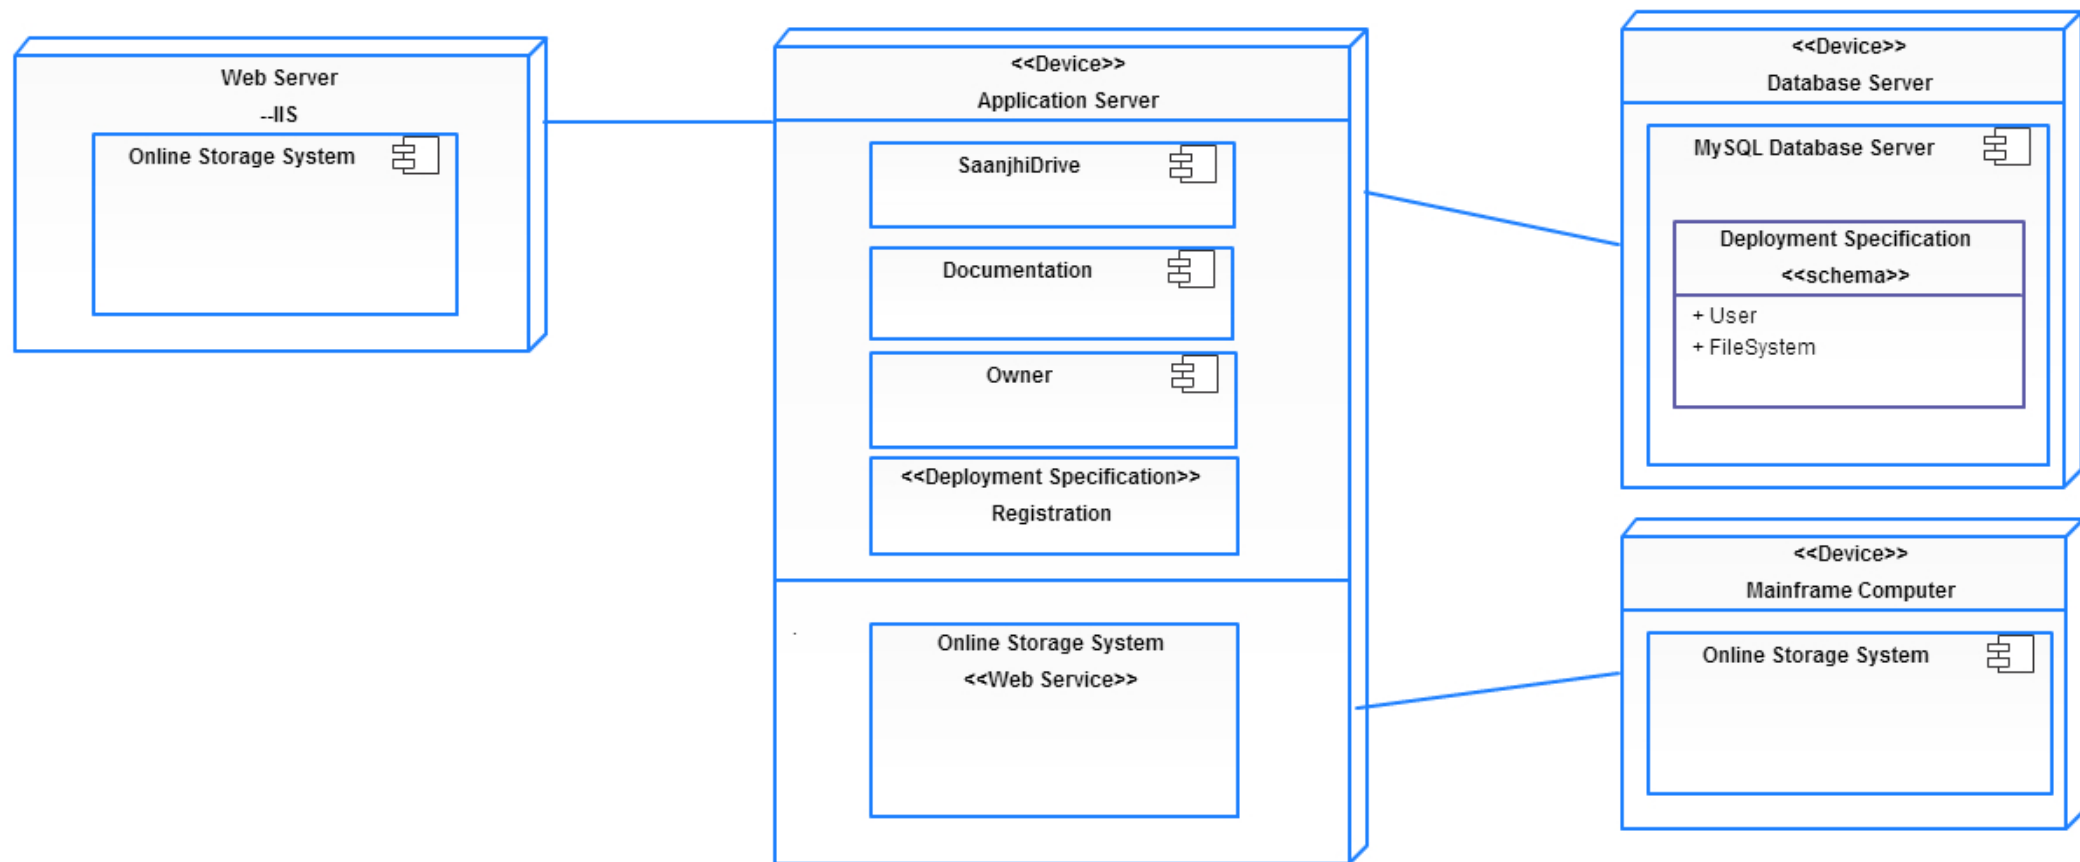 Web Server
--IIS
Online Storage System
<<Device>>
Application Server
SaanjhiDrive
Documentation
Owner
<<Deployment Specification>>
Registration
Online Storage System
<<Web Service>>
<<Device>>
Database Server
MySQL Database Server
Deployment Specification
<<schema>>
+ User
+ FileSystem
<<Device>>
Mainframe Computer
Online Storage System